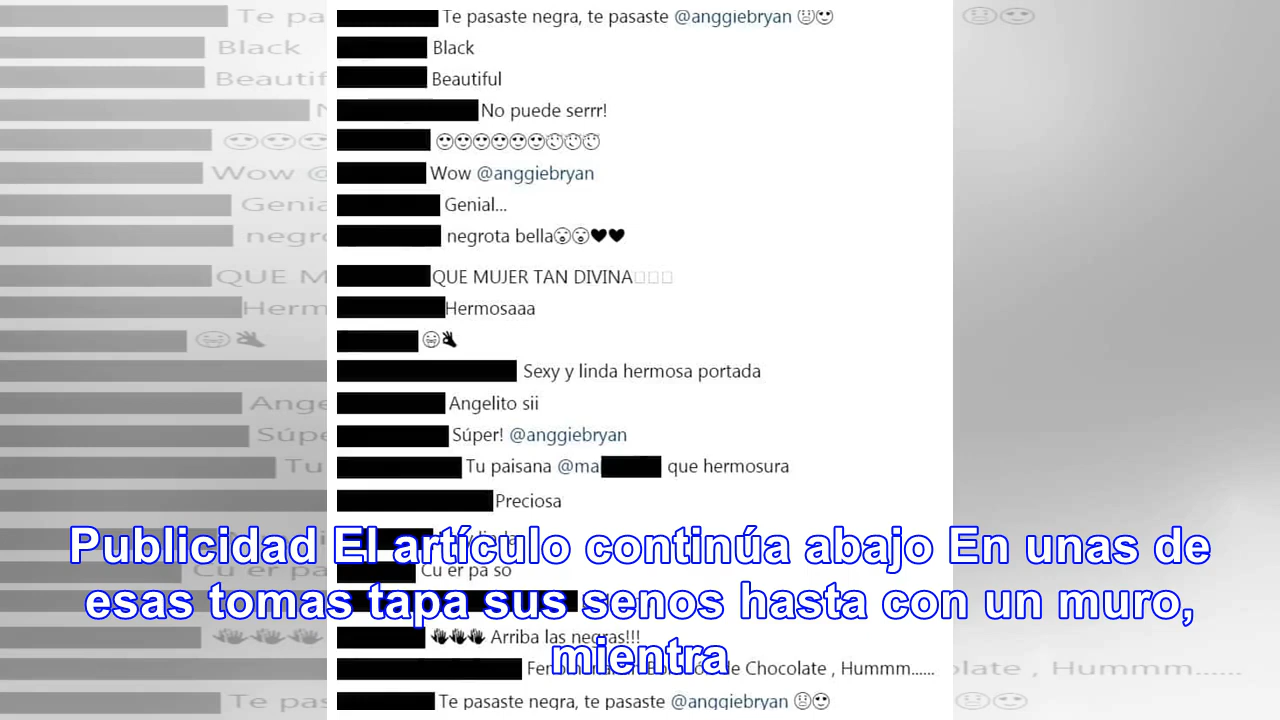 Te pasaste negra, te pasaste @anggiebryan
Black
Beautiful
No puede serrr!
Wow @anggiebryan
Genial...
negrota bella
QUE MUJER TAN DIVINA
Hermosaaa
Sexy y linda hermosa portada
Angelito sii
Súper! @anggiebryan
Tu paisana @ma que hermosura
Preciosa
Publicidad El artículo continúa abajo En unas de
Cu er pa so
esas tomas tapa sus senos hasta con un muro,
Arriba las negras!!!
mientra
de Chocolate , Hummm......
Te pasaste negra, te pasaste @anggiebryan